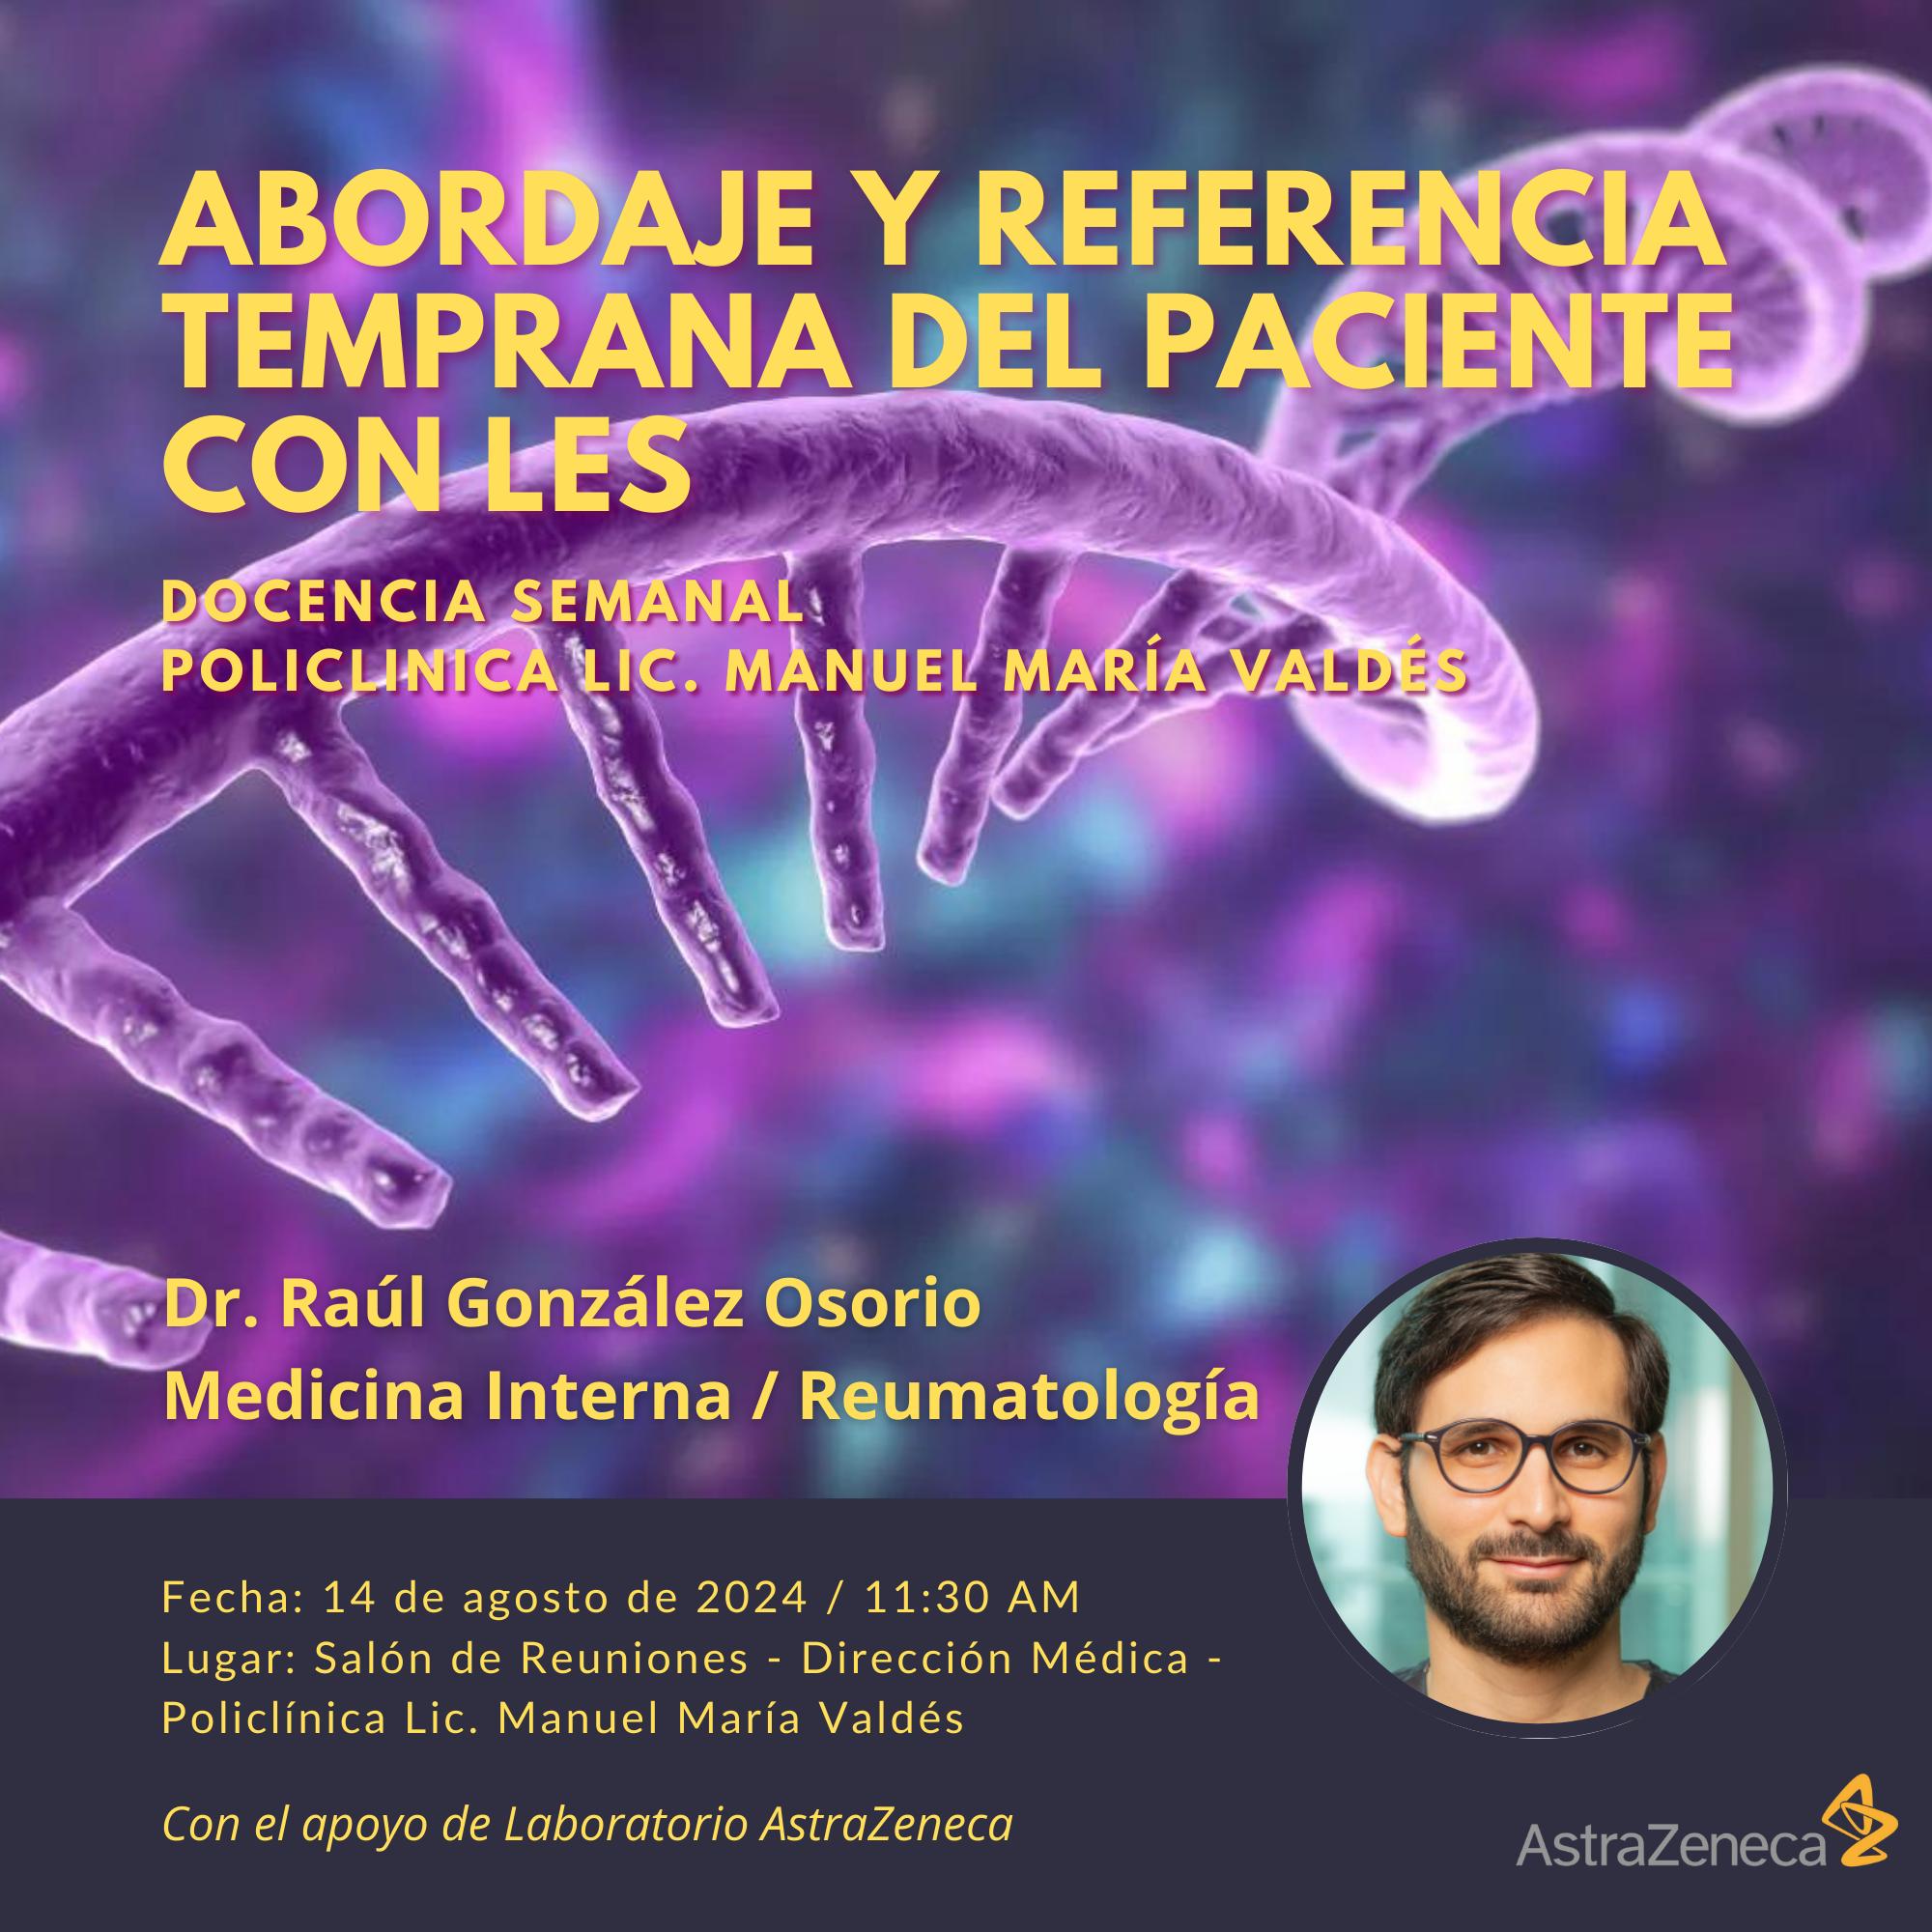 ABORDAJE Y REFERENCIA
TEMPRANA DEL PACIENTE
CON LES
DOCENCIA SEMANAL
POLICLINICA LIC. MANUEL MARÍA VALDÉS
Dr. Raúl González Osorio
Medicina Interna / Reumatología
Fecha: 14 de agosto de 2024 / 11:30 AM
Lugar: Salón de Reuniones - Dirección Médica -
Policlínica Lic. Manuel María Valdés
Con el apoyo de Laboratorio AstraZeneca
AstraZeneca